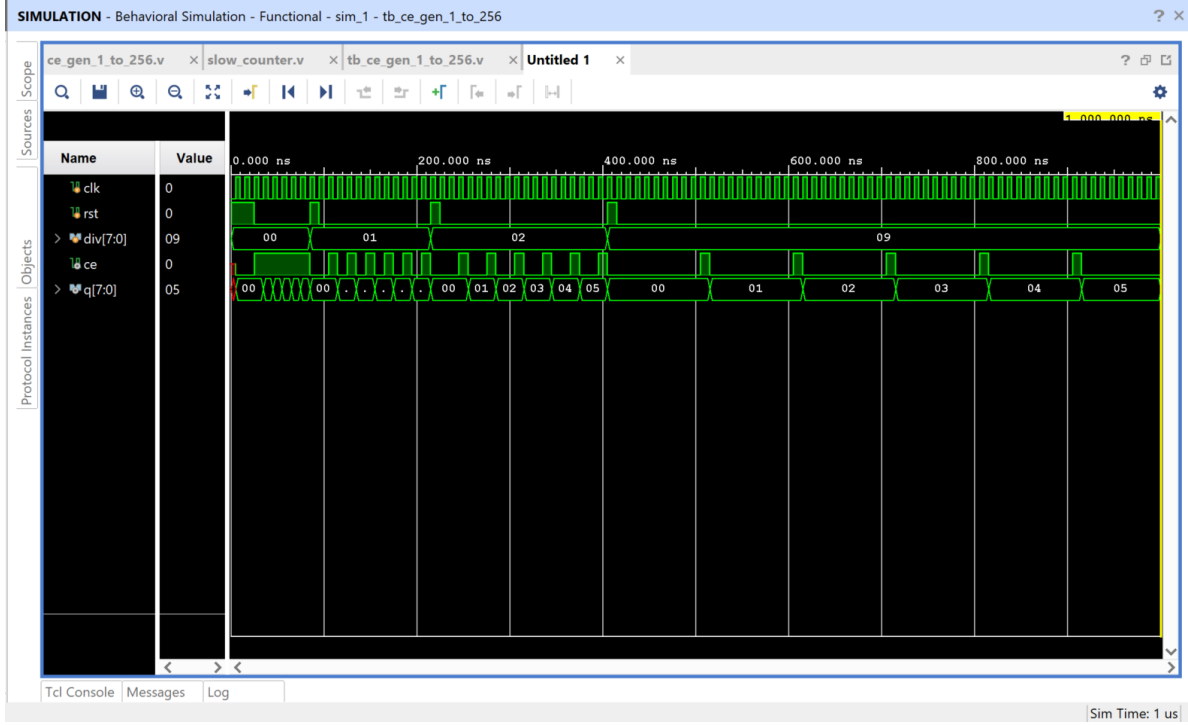 SIMULATION - Behavioral Simulation - Functional - sim_1 - tb_ce_gen_1_to_256 ? ×
ce_gen_1_to_256.v × slow_counter.v × tb_ce_gen_1_to_256.v × Untitled 1 × ?
Scope
Sources
Objects
Protocol Instances
1,000.000 ns
Name Value 0.000 ns 200.000 ns 400.000 ns 600.000 ns 800.000 ns
clk 0
rst 0
div[7:0] 09 00 01 02 09
ce 0
q[7:0] 05 00 00 . . . . . 00 01 02 03 04 05 00 01 02 03 04 05
Tcl Console Messages Log
Sim Time: 1 us